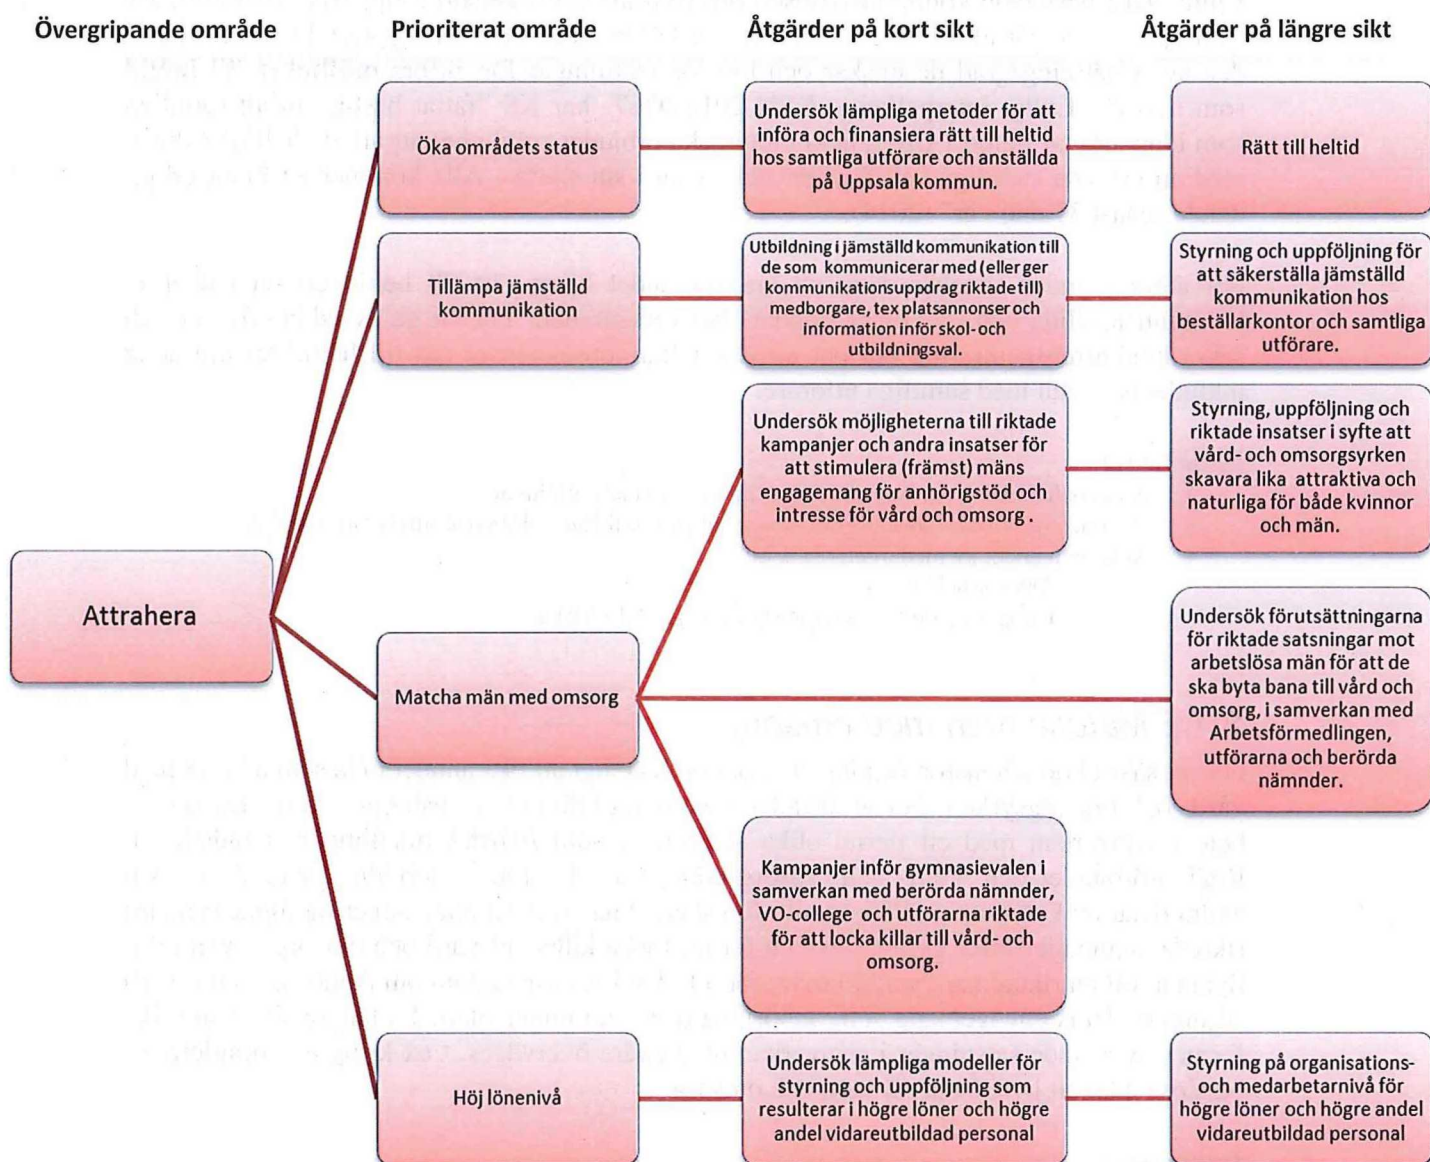 Övergripande område
Prioriterat område
Åtgärder på kort sikt
Åtgärder på längre sikt
Öka områdets status
Undersök lämpliga metoder för att
införa och finansiera rätt till heltid
hos samtliga utförare och anställda
på Uppsala kommun.
Rätt till heltid
Tillämpa jämställd
kommunikation
Utbildning i jämställd kommunikation till
de som kommunicerar med (eller ger
kommunikationsuppdrag riktade till)
medborgare, tex platsannonser och
information inför skol- och
utbildningsval.
Styrning och uppföljning för
att säkerställa jämställd
kommunikation hos
beställarkontor och samtliga
utförare.
Undersök möjligheterna till riktade
kampanjer och andra insatser för
att stimulera (främst) mäns
engagemang för anhörigstöd och
intresse för vård och omsorg .
Styrning, uppföljning och
riktade insatser i syfte att
vård- och omsorgsyrken
skavara lika attraktiva och
naturliga för både kvinnor
och män.
Attrahera
Matcha män med omsorg
Undersök förutsättningarna
för riktade satsningar mot
arbetslösa män för att de
ska byta bana till vård och
omsorg, i samverkan med
Arbetsförmedlingen,
utförarna och berörda
nämnder.
Kampanjer inför gymnasievalen i
samverkan med berörda nämnder,
VO-college och utförarna riktade
för att locka killar till vård- och
omsorg.
Höj lönenivå
Undersök lämpliga modeller för
styrning och uppföljning som
resulterar i högre löner och högre
andel vidareutbildad personal
Styrning på organisations-
och medarbetarnivå för
högre löner och högre andel
vidareutbildad personal